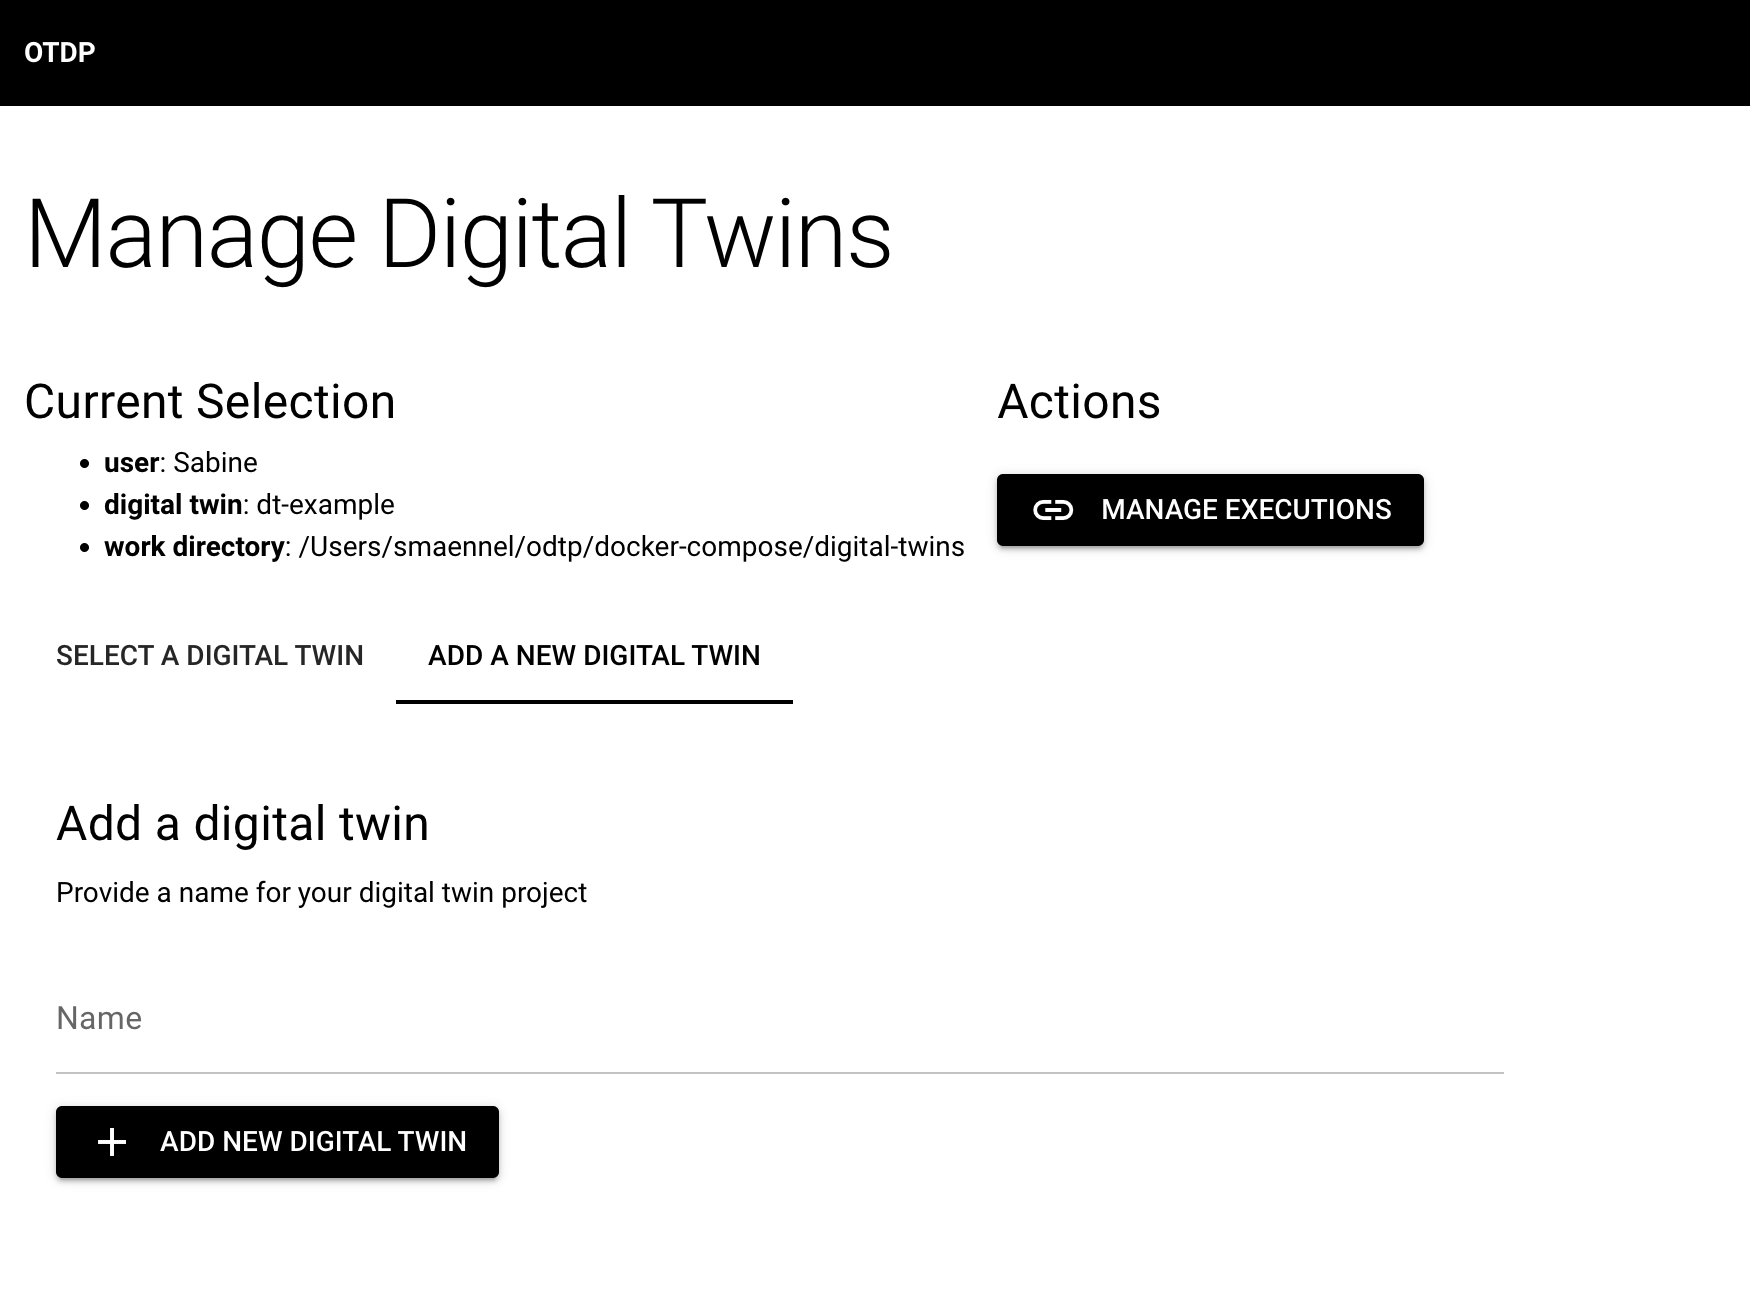 OTDP
Manage Digital Twins
Current Selection
user: Sabine
digital twin: dt-example
work directory: /Users/smaennel/odtp/docker-compose/digital-twins
Actions
MANAGE EXECUTIONS
SELECT A DIGITAL TWIN
ADD A NEW DIGITAL TWIN
Add a digital twin
Provide a name for your digital twin project
Name
ADD NEW DIGITAL TWIN